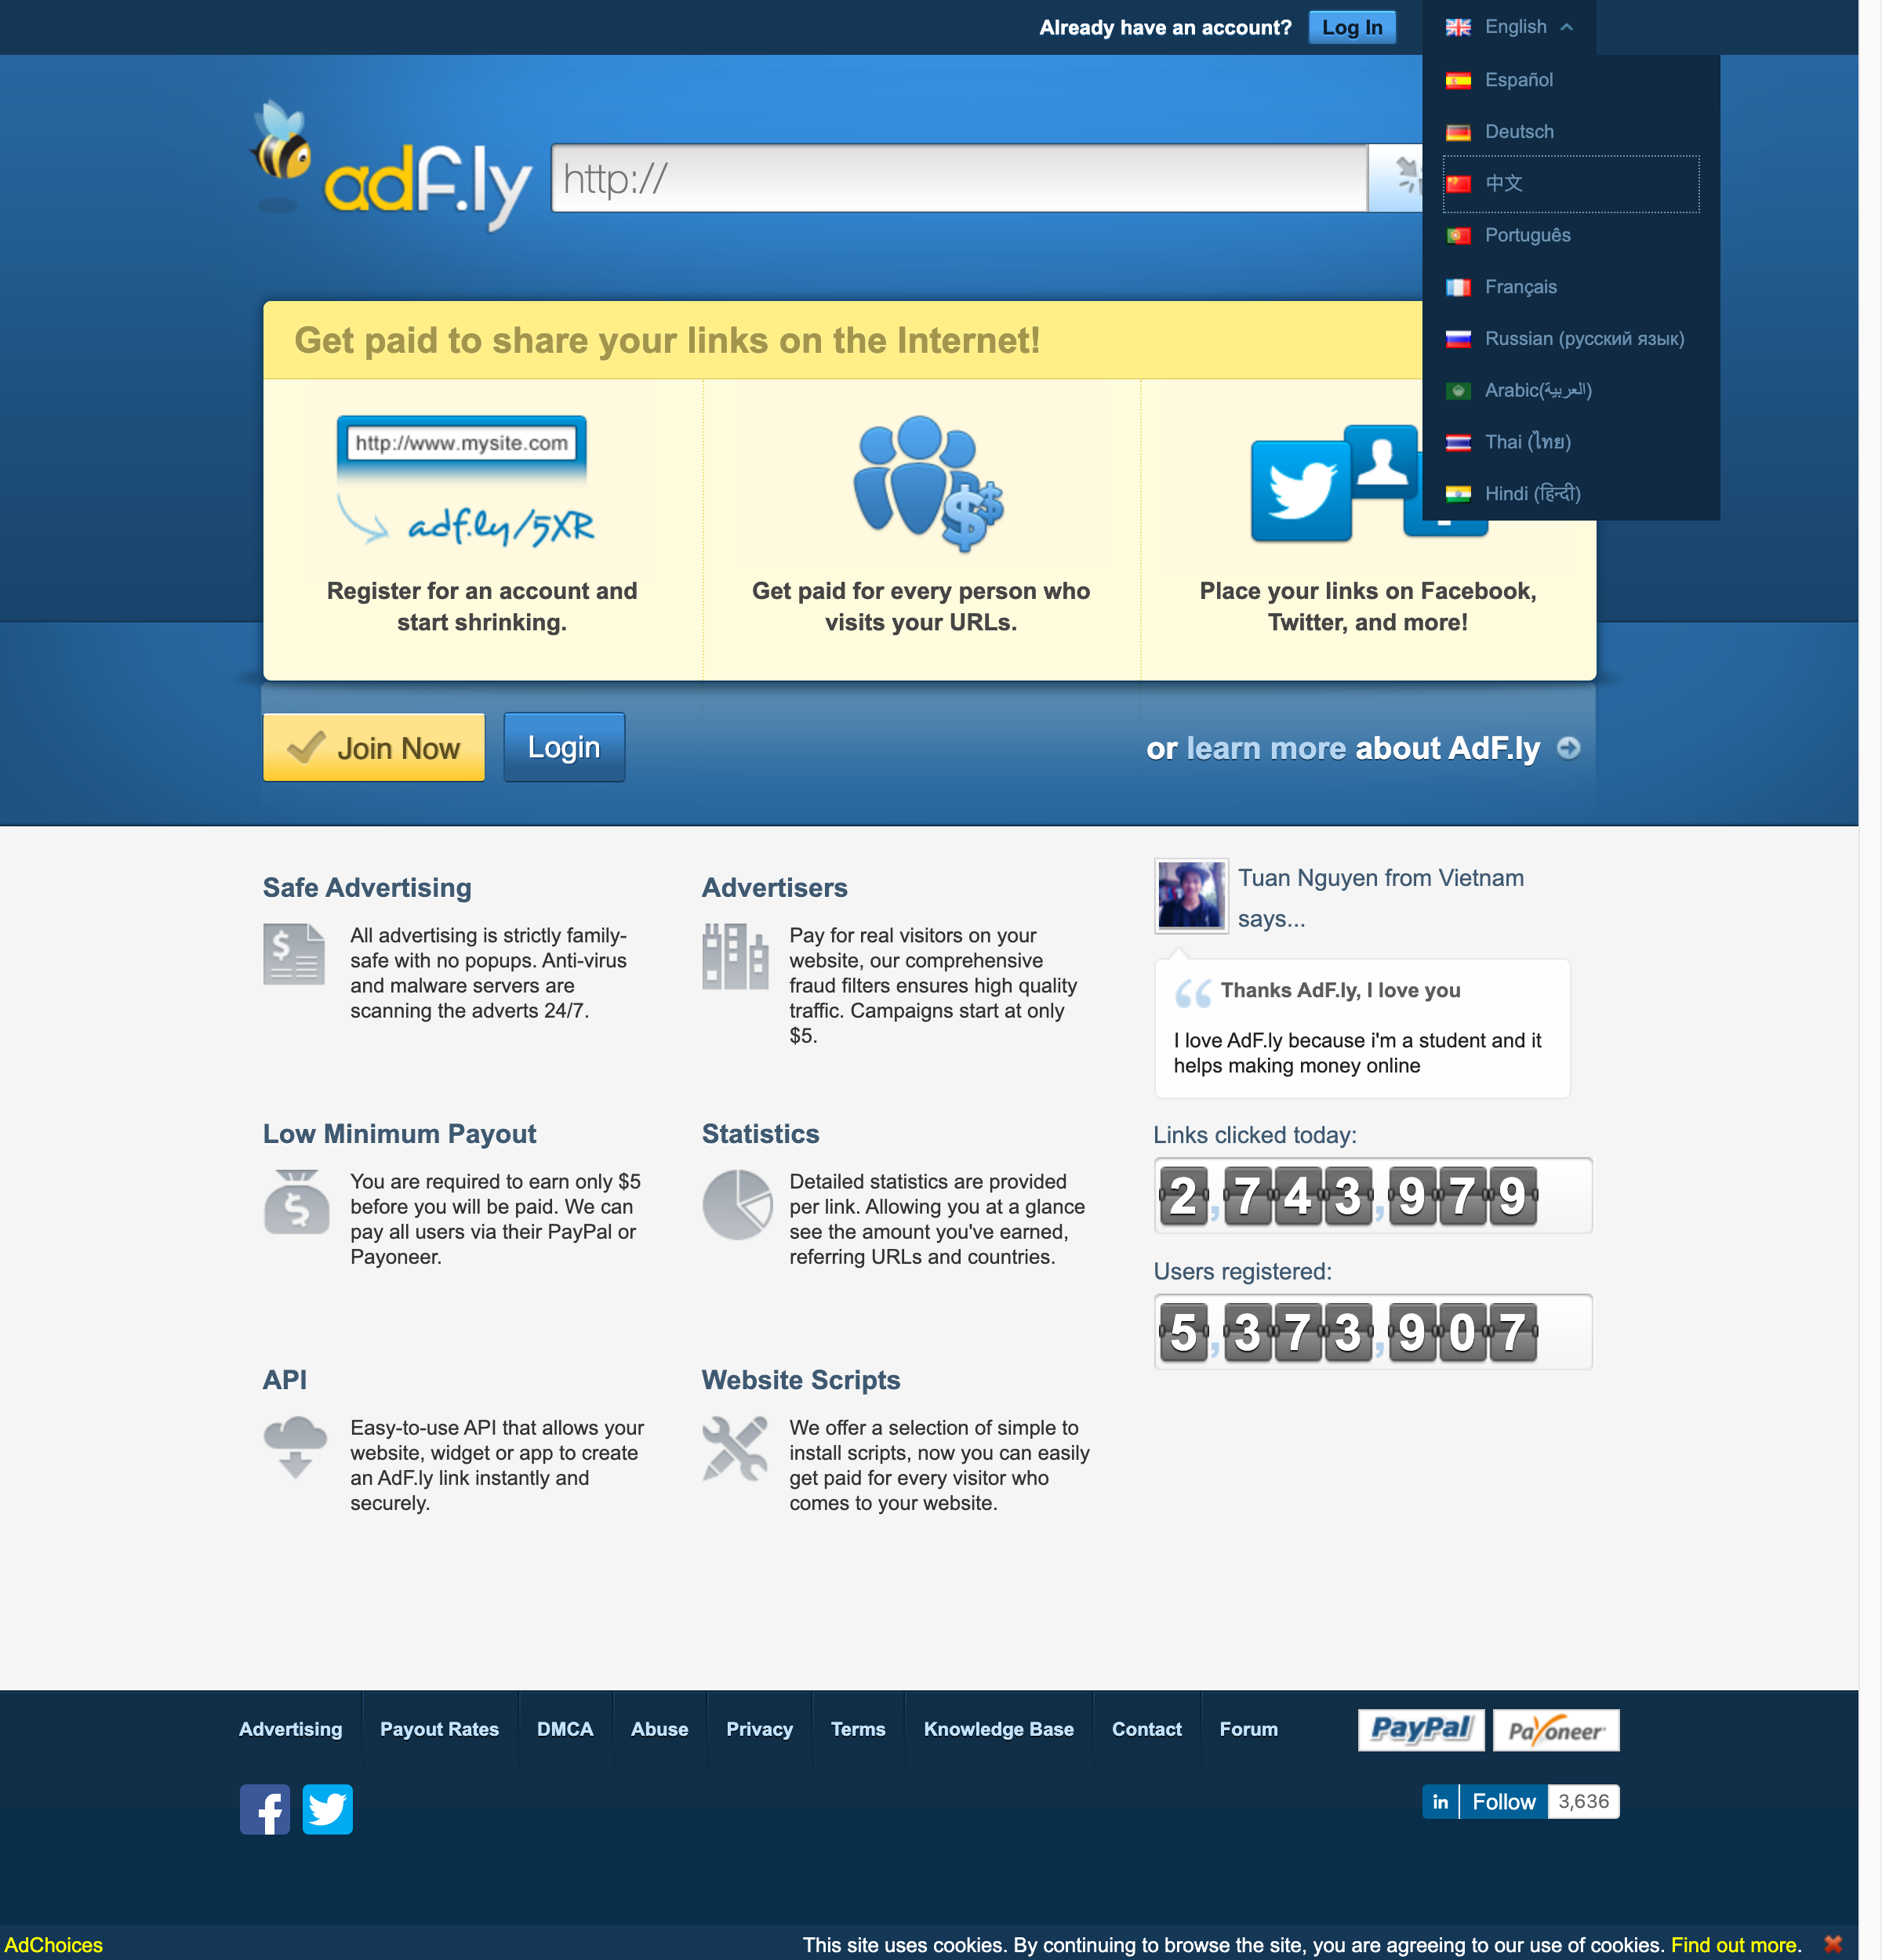 Already have an account?
Log In
English
Español
Deutsch
中文
Português
Français
Russian (русский язык)
Arabic(العربية)
Thai (ไทย)
Hindi (हिन्दी)
adF.ly
http://
Get paid to share your links on the Internet!
http://www.mysite.com
adf.ly/5XR
Register for an account and
start shrinking.
Get paid for every person who
visits your URLs.
Place your links on Facebook,
Twitter, and more!
Join Now
Login
or learn more about AdF.ly
Safe Advertising
All advertising is strictly family-
safe with no popups. Anti-virus
and malware servers are
scanning the adverts 24/7.
Advertisers
Pay for real visitors on your
website, our comprehensive
fraud filters ensures high quality
traffic. Campaigns start at only
$5.
Tuan Nguyen from Vietnam
says...
Thanks AdF.ly, I love you
I love AdF.ly because i'm a student and it
helps making money online
Low Minimum Payout
You are required to earn only $5
before you will be paid. We can
pay all users via their PayPal or
Payoneer.
Statistics
Detailed statistics are provided
per link. Allowing you at a glance
see the amount you've earned,
referring URLs and countries.
Links clicked today:
2,743,979
Users registered:
5,373,907
API
Easy-to-use API that allows your
website, widget or app to create
an AdF.ly link instantly and
securely.
Website Scripts
We offer a selection of simple to
install scripts, now you can easily
get paid for every visitor who
comes to your website.
Advertising
Payout Rates
DMCA
Abuse
Privacy
Terms
Knowledge Base
Contact
Forum
PayPal
Payoneer
in Follow 3,636
AdChoices
This site uses cookies. By continuing to browse the site, you are agreeing to our use of cookies. Find out more.